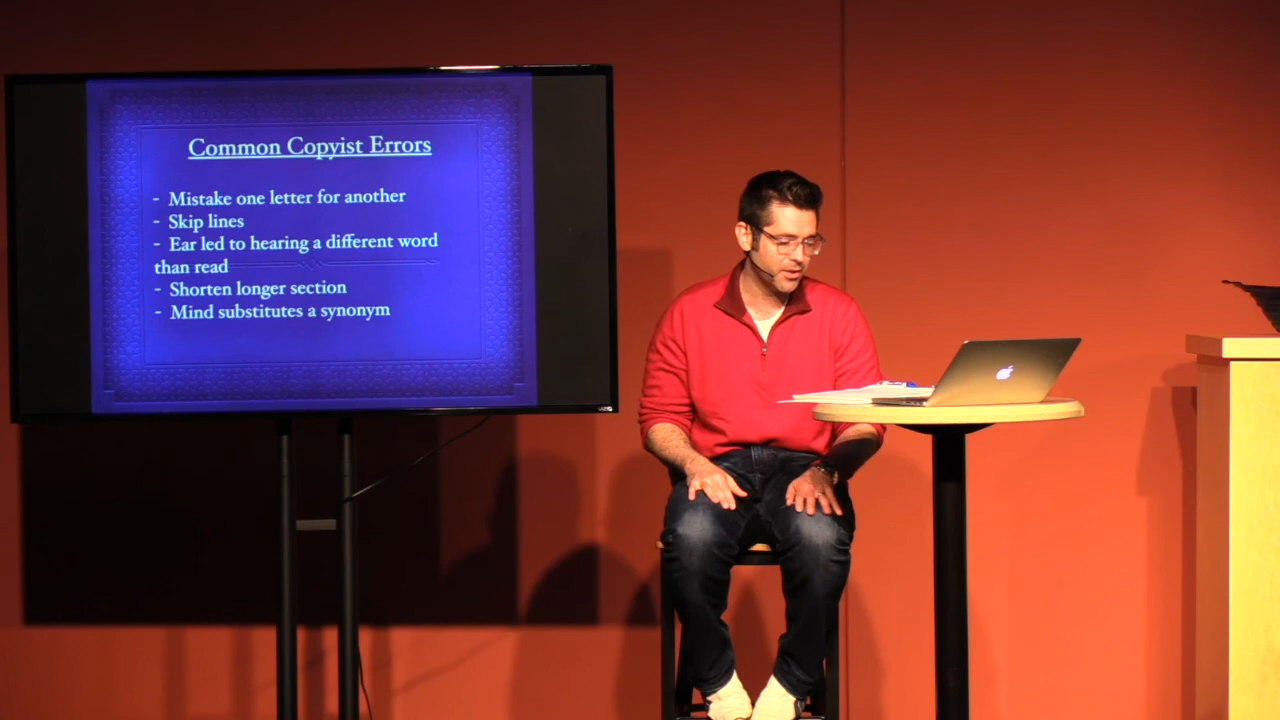 Common Copyist Errors
- Mistake one letter for another
- Skip lines
- Ear led to hearing a different word
than read
- Shorten longer section
- Mind substitutes a synonym